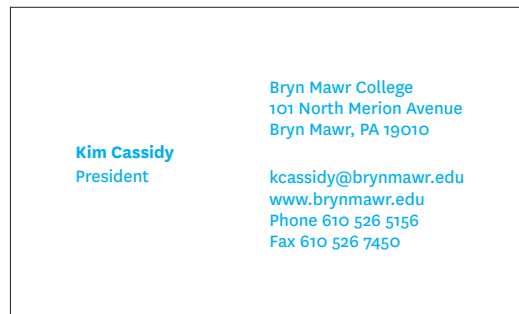 Kim Cassidy
President
Bryn Mawr College
101 North Merion Avenue
Bryn Mawr, PA 19010
kcassidy@brynmawr.edu
www.brynmawr.edu
Phone 610 526 5156
Fax 610 526 7450